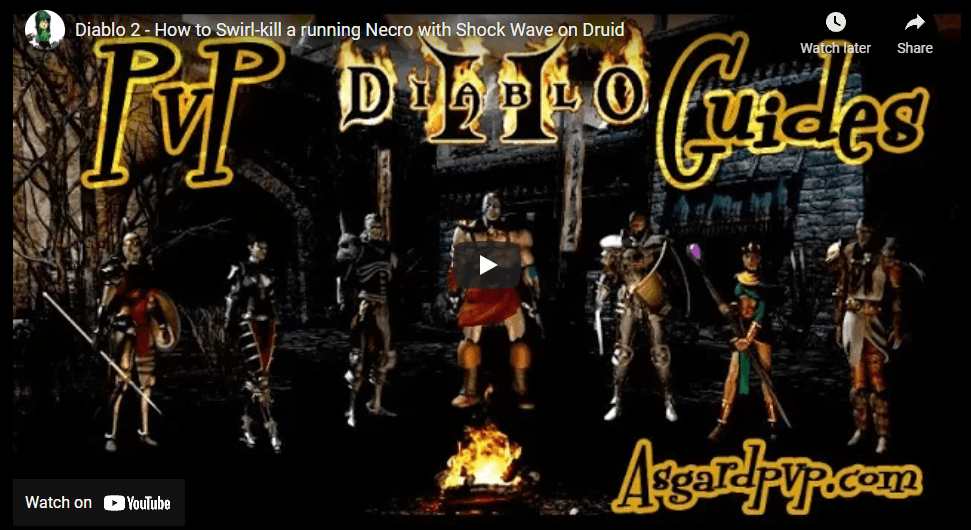 Diablo 2 - How to Swirl-kill a running Necro with Shock Wave on Druid
Watch later
Share
PvP
DIABLO
II
Guides
Asgardpvp.com
Watch on YouTube